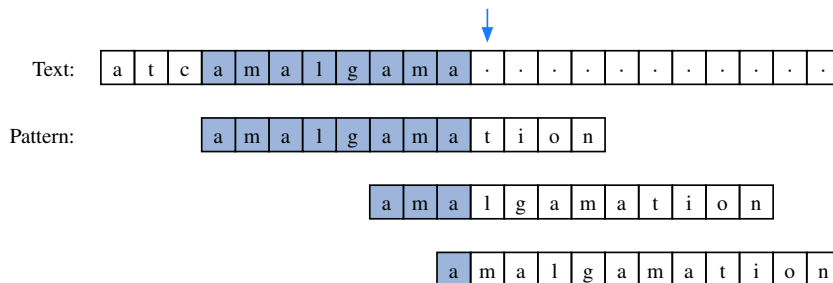 Text: a t c a m a l g a m a . . . . . . . . . . .
Pattern: a m a l g a m a t i o n
a m a l g a m a t i o n
a m a l g a m a t i o n